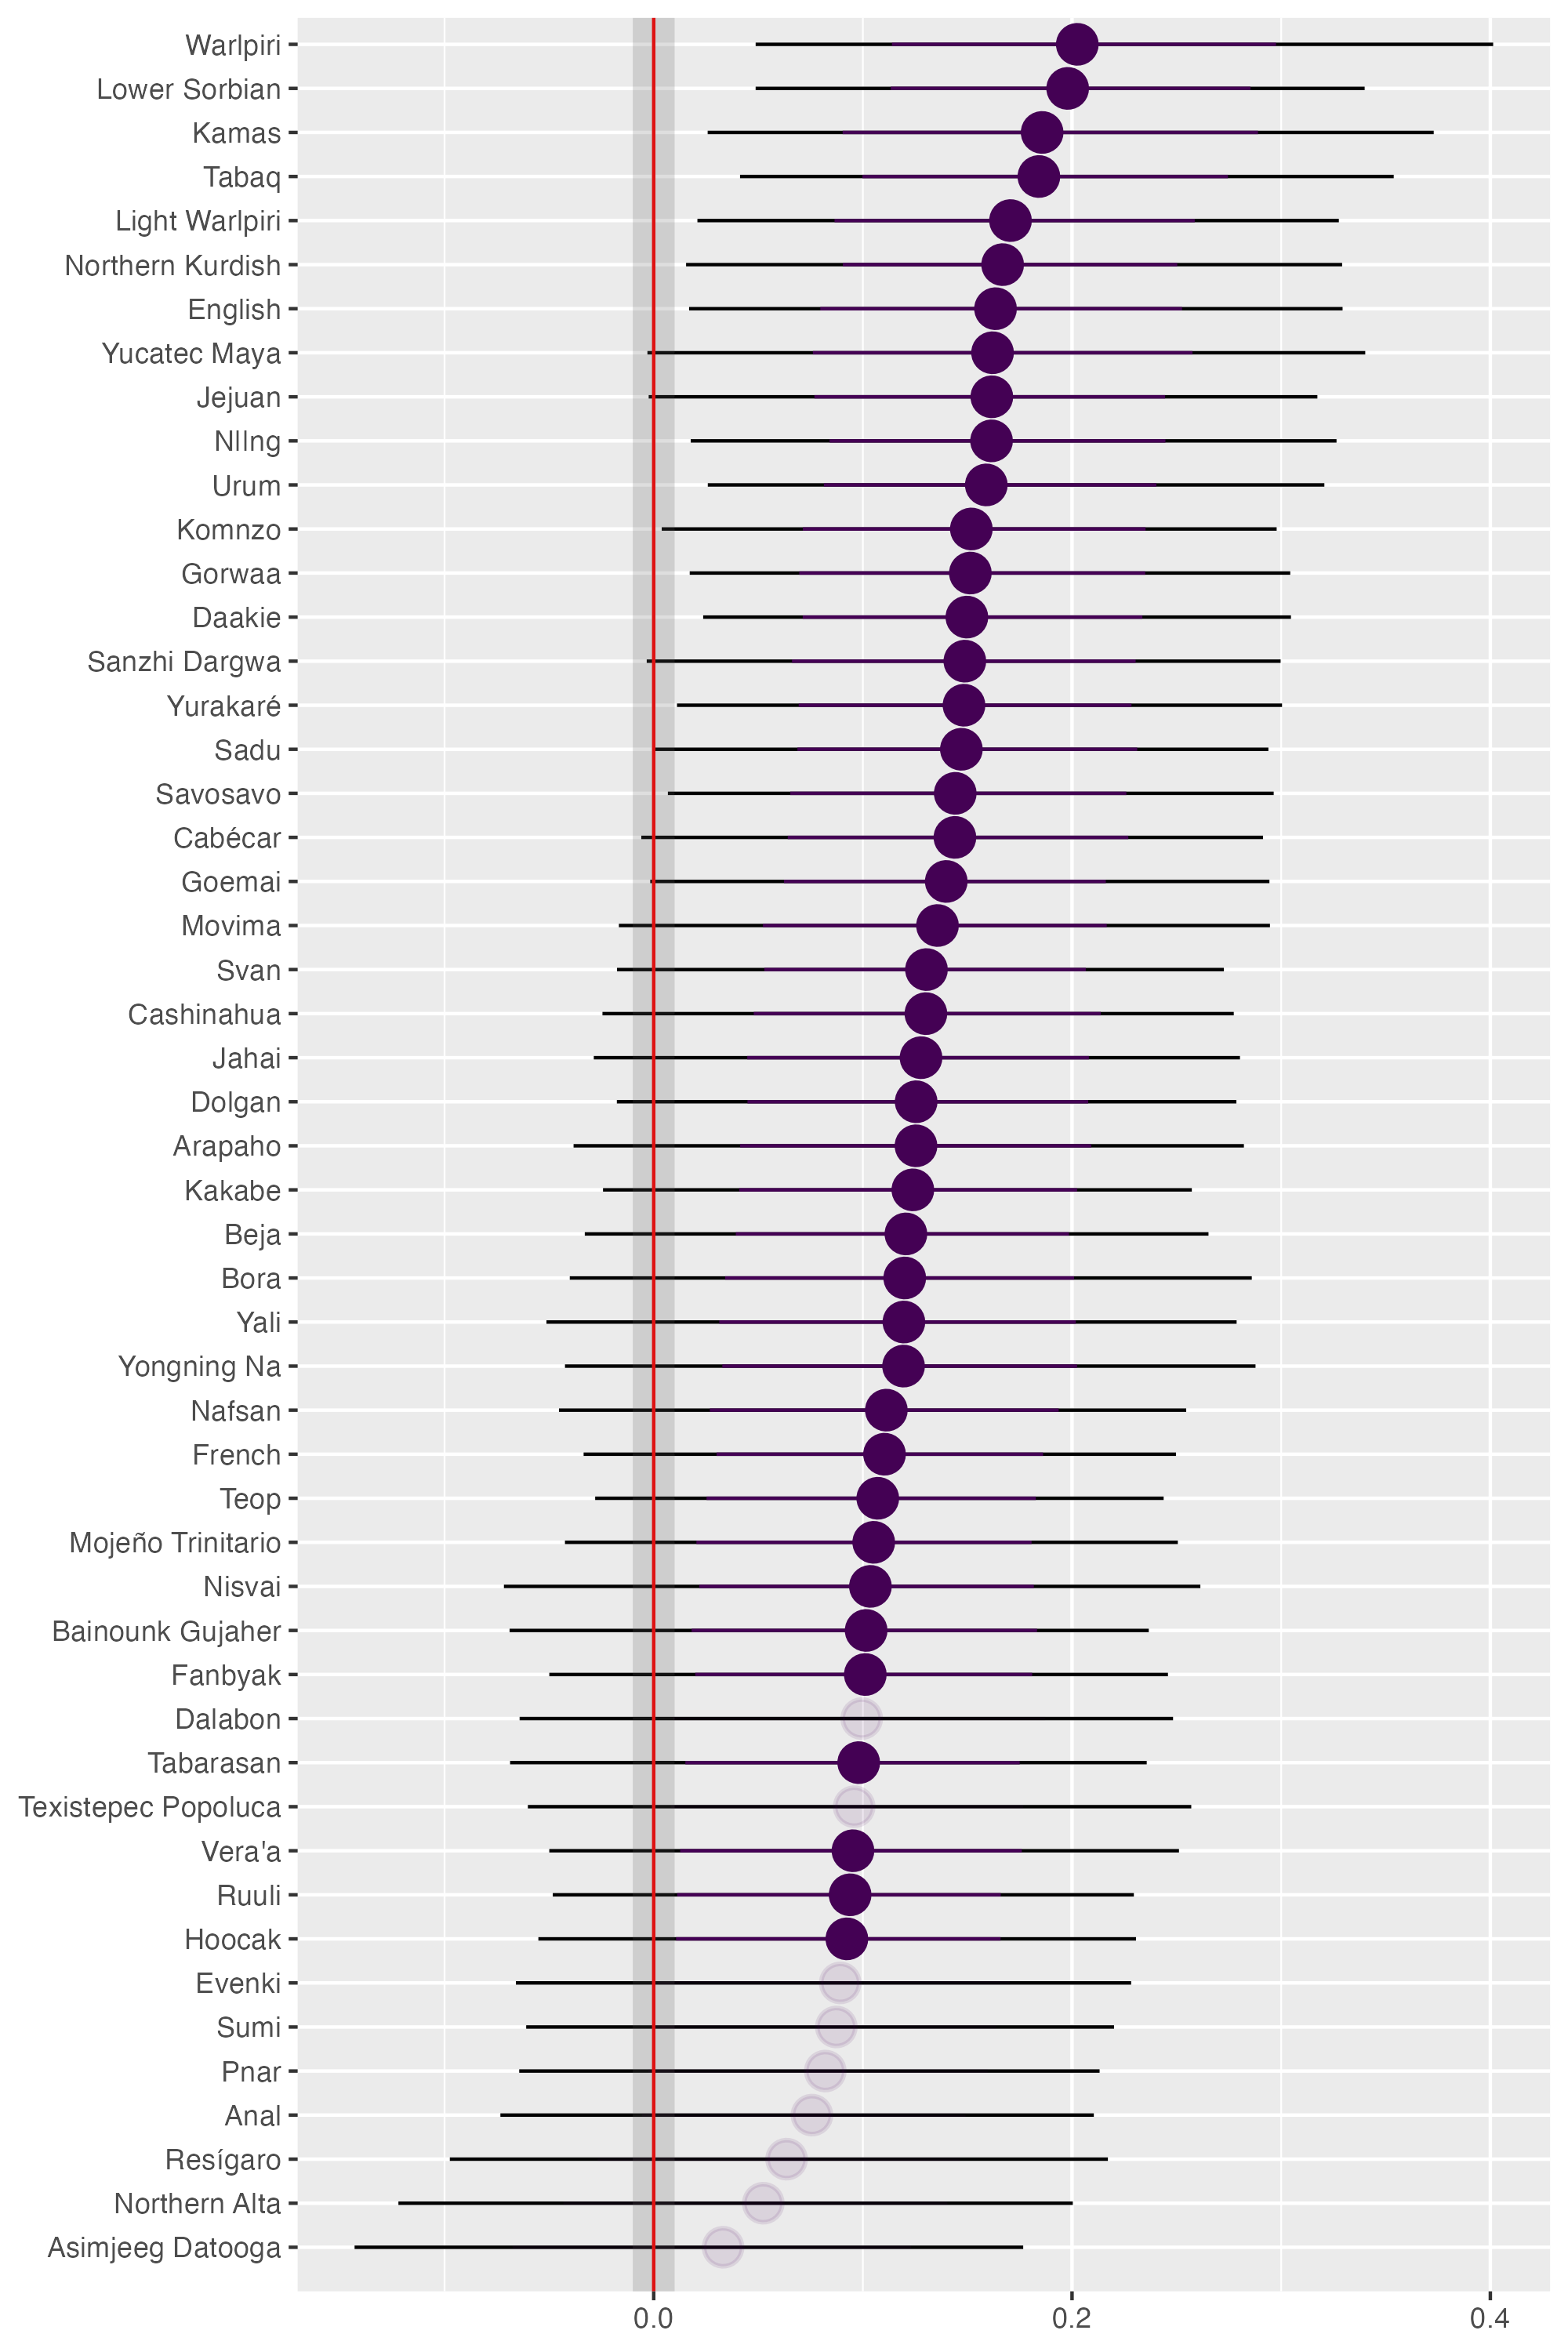 Warlpiri
Lower Sorbian
Kamas
Tabaq
Light Warlpiri
Northern Kurdish
English
Yucatec Maya
Jejuan
Nllng
Urum
Komnzo
Gorwaa
Daakie
Sanzhi Dargwa
Yurakaré
Sadu
Savosavo
Cabécar
Goemai
Movima
Svan
Cashinahua
Jahai
Dolgan
Arapaho
Kakabe
Beja
Bora
Yali
Yongning Na
Nafsan
French
Teop
Mojeño Trinitario
Nisvai
Bainounk Gujaher
Fanbyak
Dalabon
Tabarasan
Texistepec Popoluca
Vera'a
Ruuli
Hoocak
Evenki
Sumi
Pnar
Anal
Resígaro
Northern Alta
Asimjeeg Datooga
0.0 0.2 0.4